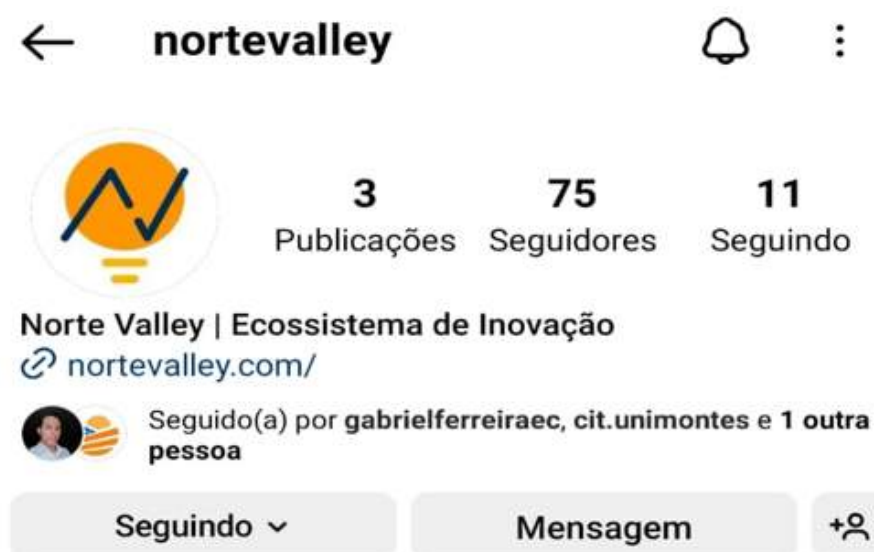 nortevalley
3 75 11
Publicações Seguidores Seguindo
Norte Valley | Ecossistema de Inovação
nortevalley.com/
Seguido(a) por gabrielferreiraec, cit.unimontes e 1 outra
pessoa
Seguindo Mensagem